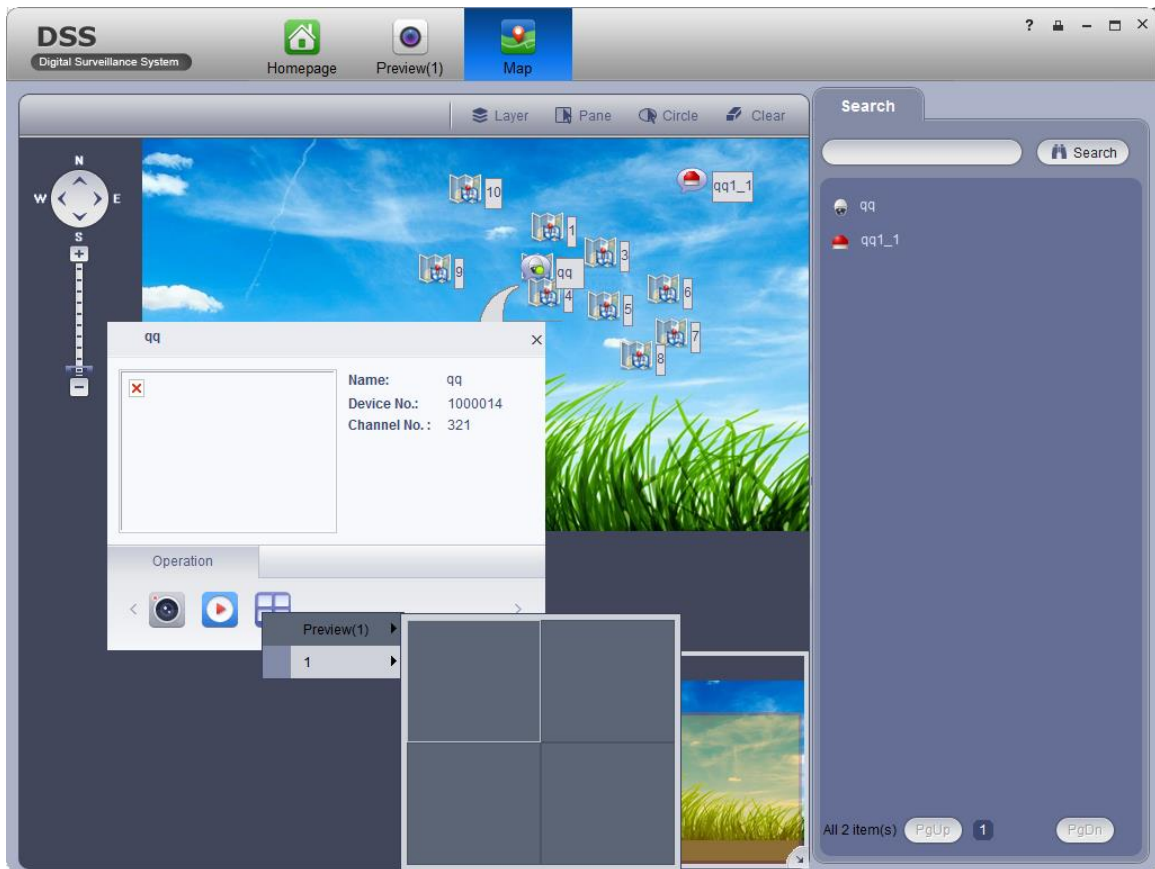 DSS
Digital Surveillance System
Homepage
Preview(1)
Map
?
Layer
Pane
Circle
Clear
Search
Search
N
W
E
S
10
qq1_1
1
3
9
qq
4
6
5
7
8
qq
qq1_1
qq
Name: qq
Device No.: 1000014
Channel No.: 321
Operation
Preview(1)
1
All 2 item(s) PgUp 1 PgDn